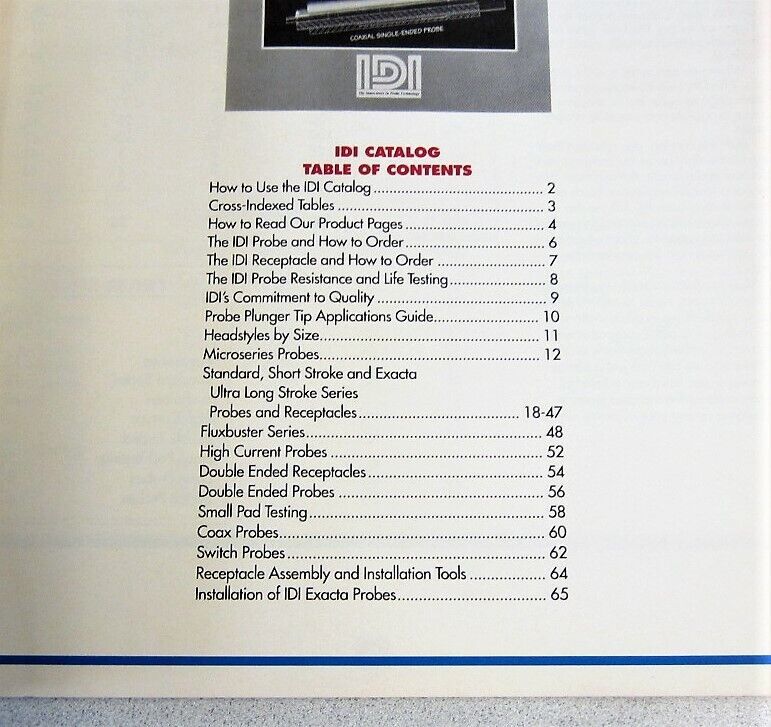 COAXIAL SINGLE-ENDED PROBE
IDI
The Innovators In Probe Technology
IDI CATALOG
TABLE OF CONTENTS
How to Use the IDI Catalog ........................................ 2
Cross-Indexed Tables ................................................. 3
How to Read Our Product Pages ................................. 4
The IDI Probe and How to Order................................. 6
The IDI Receptacle and How to Order .......................... 7
The IDI Probe Resistance and Life Testing....................... 8
IDI's Commitment to Quality ........................................ 9
Probe Plunger Tip Applications Guide......................... 10
Headstyles by Size..................................................... 11
Microseries Probes..................................................... 12
Standard, Short Stroke and Exacta
Ultra Long Stroke Series
Probes and Receptacles....................................... 18-47
Fluxbuster Series......................................................... 48
High Current Probes ................................................... 52
Double Ended Receptacles.......................................... 54
Double Ended Probes ................................................. 56
Small Pad Testing........................................................ 58
Coax Probes............................................................... 60
Switch Probes............................................................. 62
Receptacle Assembly and Installation Tools .................. 64
Installation of IDI Exacta Probes................................... 65